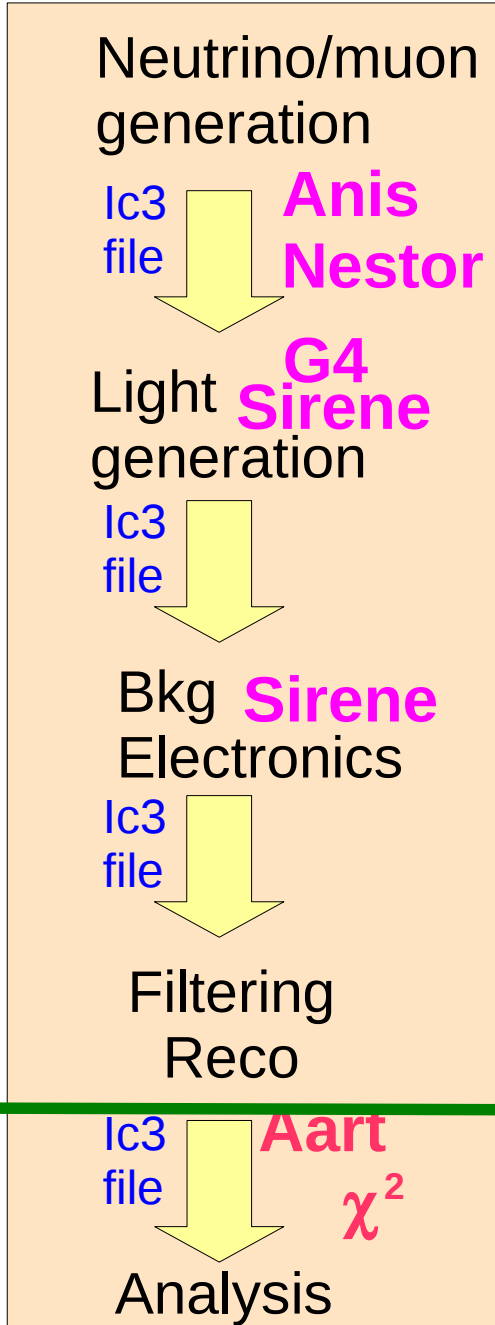 Neutrino/muon
generation
Ic3
file
Anis
Nestor
G4
Light Sirene
generation
Ic3
file
Bkg Sirene
Electronics
Ic3
file
Filtering
Reco
Ic3
file
Aart
χ²
Analysis